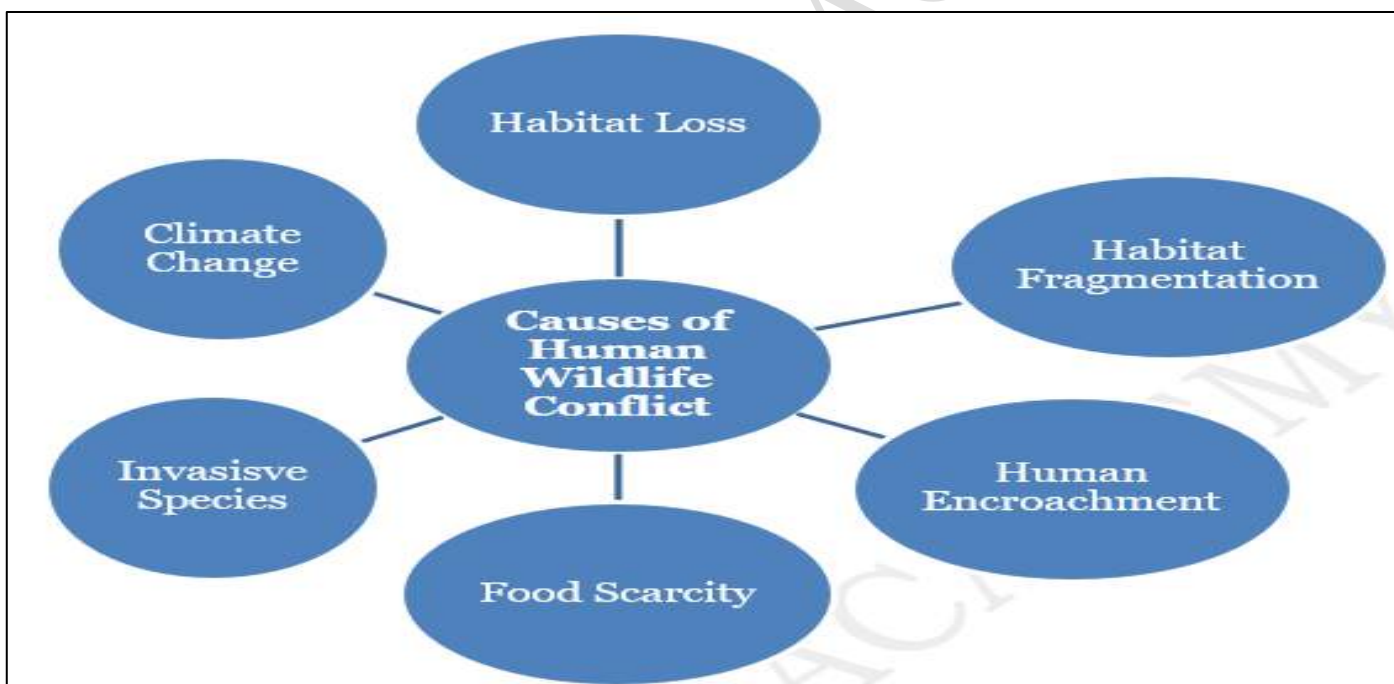 Habitat Loss
Climate
Change
Habitat
Fragmentation
Causes of
Human
Wildlife
Conflict
Invasisve
Species
Human
Encroachment
Food Scarcity